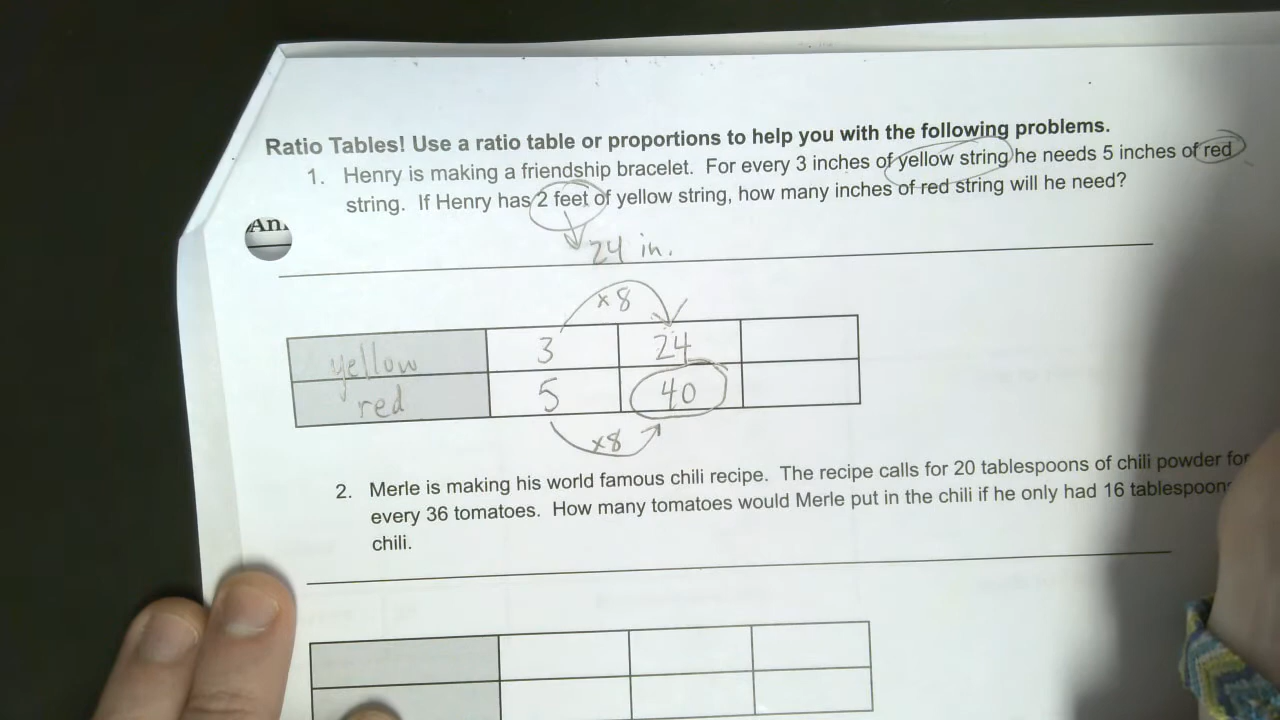 Ratio Tables! Use a ratio table or proportions to help you with the following problems.
1. Henry is making a friendship bracelet. For every 3 inches of yellow string he needs 5 inches of red
string. If Henry has 2 feet of yellow string, how many inches of red string will he need?
An
24 in.
x8
yellow 3 24
red 5 40
x8
2. Merle is making his world famous chili recipe. The recipe calls for 20 tablespoons of chili powder for
every 36 tomatoes. How many tomatoes would Merle put in the chili if he only had 16 tablespoons
chili.